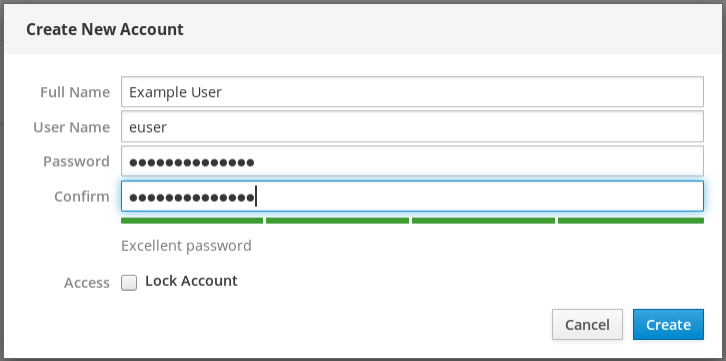 Create New Account
Full Name Example User
User Name euser
Password ●●●●●●●●●●●●●●
Confirm ●●●●●●●●●●●●●●
Excellent password
Access Lock Account
Cancel Create